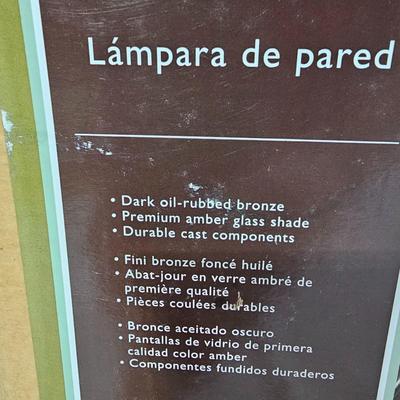 Lámpara de pared
• Dark oil-rubbed bronze
• Premium amber glass shade
• Durable cast components
• Fini bronze foncé huilé
• Abat-jour en verre ambré de
première qualité
• Pièces coulées durables
• Bronce aceitado oscuro
• Pantallas de vidrio de primera
calidad color amber
• Componentes fundidos duraderos